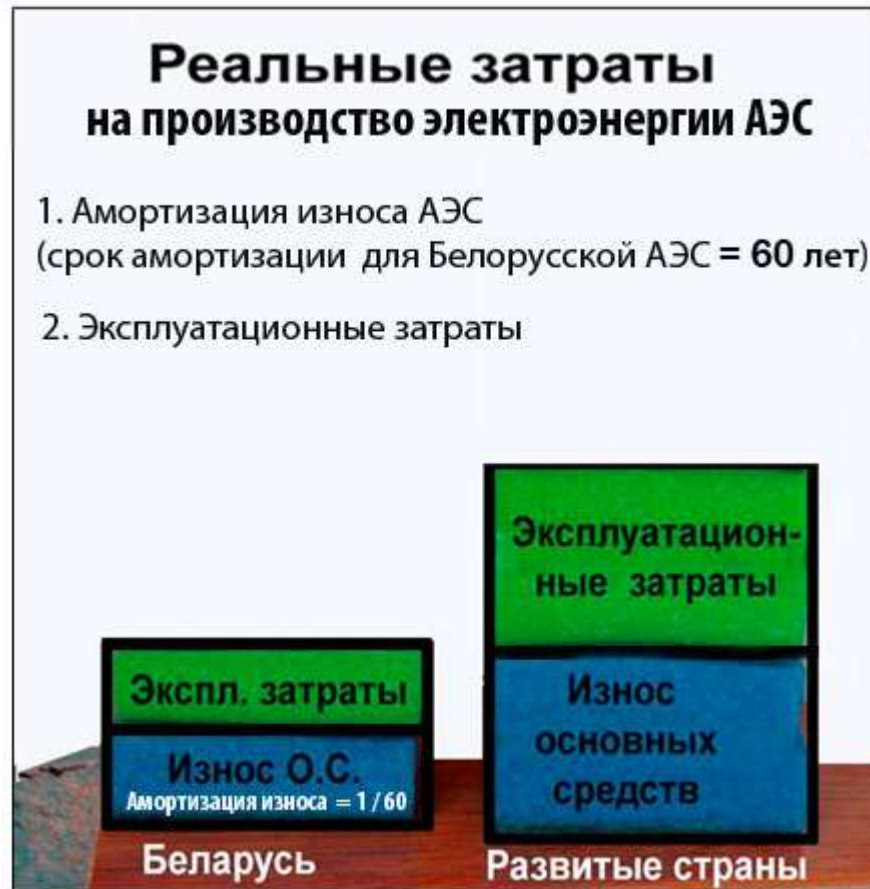 Реальные затраты
на производство электроэнергии АЭС
1. Амортизация износа АЭС
(срок амортизации для Белорусской АЭС = 60 лет)
2. Эксплуатационные затраты
Экспл. затраты
Износ О.С.
Амортизация износа = 1 / 60
Беларусь
Эксплуатацион-
ные затраты
Износ
основных
средств
Развитые страны